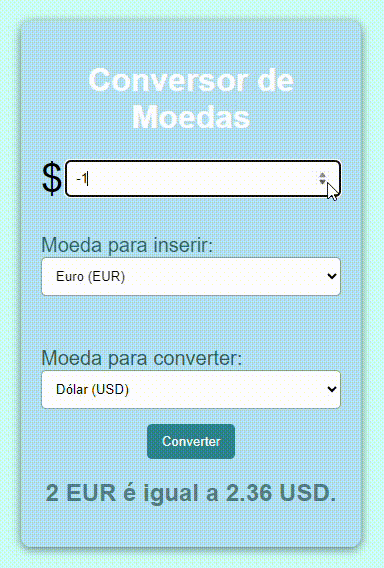 Conversor de
Moedas
$ -1
Moeda para inserir:
Euro (EUR)
Moeda para converter:
Dólar (USD)
Converter
2 EUR é igual a 2.36 USD.